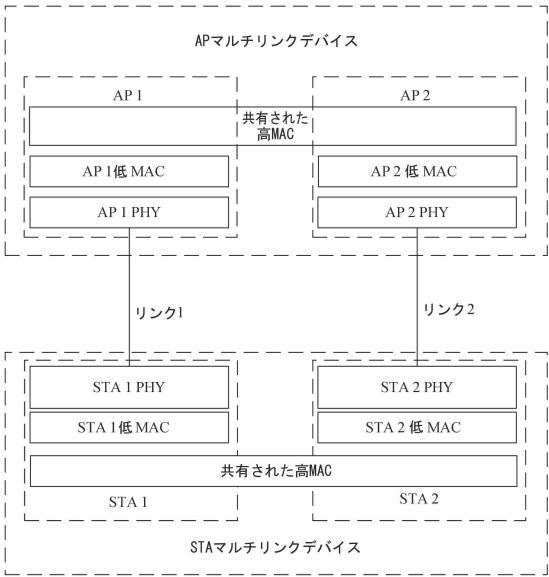 APマルチリンクデバイス
AP 1
AP 2
共有された
高MAC
AP 1低 MAC
AP 2 低 MAC
AP 1 PHY
AP 2 PHY
リンク1
リンク2
STA 1 PHY
STA 2 PHY
STA 1低 MAC
STA 2 低 MAC
共有された高MAC
STA 1
STA 2
STAマルチリンクデバイス